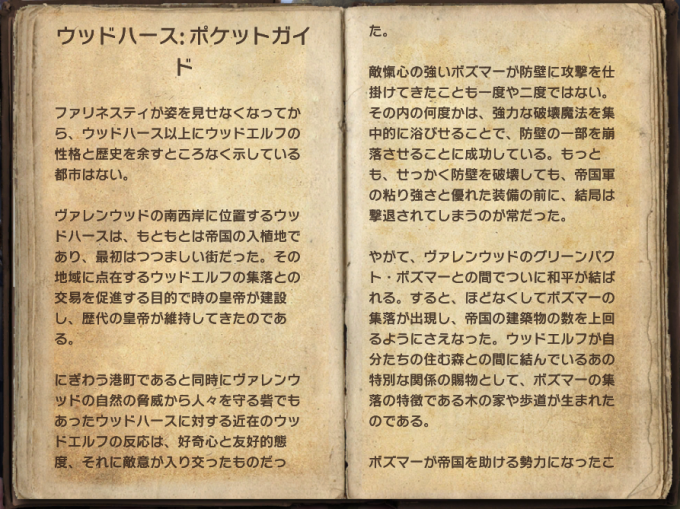 ウッドハース: ポケットガイ
ド
ファリネスティが姿を見せなくなってか
ら、ウッドハース以上にウッドエルフの
性格と歴史を余すところなく示している
都市はない。
ヴァレンウッドの南西岸に位置するウッ
ドハースは、もともとは帝国の入植地で
あり、最初はつつましい街だった。その
地域に点在するウッドエルフの集落との
交易を促進する目的で時の皇帝が建設
し、歴代の皇帝が維持してきたのであ
る。
にぎわう港町であると同時にヴァレンウ
ッドの自然の脅威から人々を守る砦でも
あったウッドハースに対する近在のウッ
ドエルフの反応は、好奇心と友好的態
度、それに敵意が入り交ったものだっ
た。
敵愾心の強いボズマーが防壁に攻撃を仕
掛けてきたことも一度や二度ではない。
その内の何度かは、強力な破壊魔法を集
中的に浴びせることで、防壁の一部を崩
落させることに成功している。もっと
も、せっかく防壁を破壊しても、帝国軍
の粘り強さと優れた装備の前に、結局は
撃退されてしまうのが常だった。
やがて、ヴァレンウッドのグリーンパク
ト・ボズマーとの間でついに和平が結ば
れる。すると、ほどなくしてボズマーの
集落が出現し、帝国の建築物の数を上回
るようにさえなった。ウッドエルフが自
分たちの住む森との間に結んでいるあの
特別な関係の賜物として、ボズマーの集
落の特徴である木の家や歩道が生まれた
のである。
ボズマーが帝国を助ける勢力になったこ